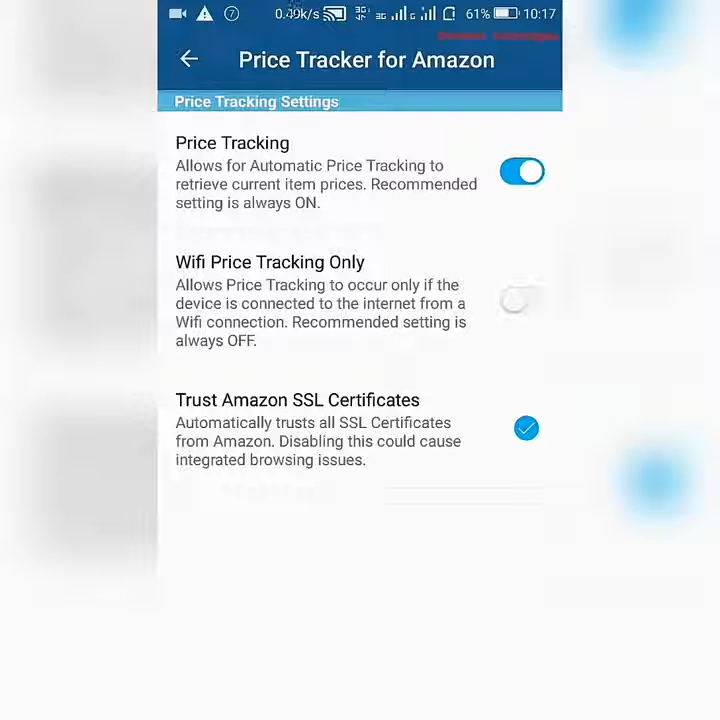 0.49k/s 3G 3G G 61% 10:17
Price Tracker for Amazon
Price Tracking Settings
Price Tracking
Allows for Automatic Price Tracking to
retrieve current item prices. Recommended
setting is always ON.
Wifi Price Tracking Only
Allows Price Tracking to occur only if the
device is connected to the internet from a
Wifi connection. Recommended setting is
always OFF.
Trust Amazon SSL Certificates
Automatically trusts all SSL Certificates
from Amazon. Disabling this could cause
integrated browsing issues.